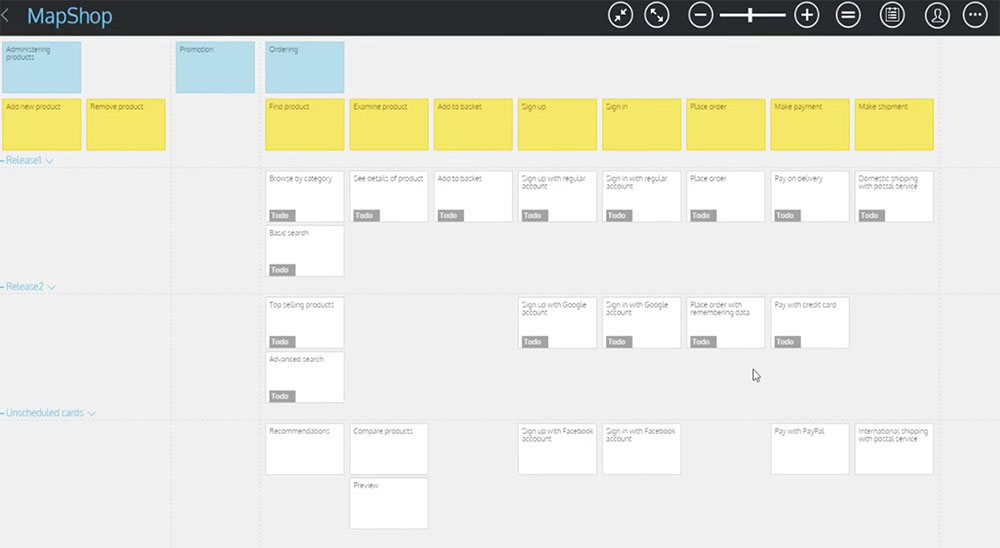 MapShop
Administering
products
Promotion
Ordering
Add new product
Remove product
Find product
Examine product
Add to basket
Sign up
Sign in
Place order
Make payment
Make shipment
Release1
Browse by category
Todo
See details of product
Todo
Add to basket
Todo
Sign up with regular
account
Todo
Sign in with regular
account
Todo
Place order
Todo
Pay on delivery
Todo
Domestic shipping
with postal service
Todo
Basic search
Todo
Release2
Top selling products
Todo
Sign up with Google
account
Todo
Sign in with Google
account
Todo
Place order with
remembering data
Todo
Pay with credit card
Todo
Advanced search
Todo
Unscheduled cards
Recommendations
Compare products
Sign up with Facebook
accoount
Sign in with Facebook
account
Pay with PayPal
International shipping
with postal service
Preview